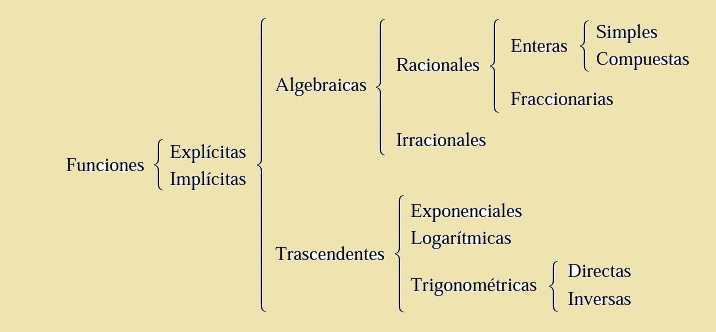 Funciones
Explícitas
Implícitas
Algebraicas
Racionales
Enteras
Simples
Compuestas
Fraccionarias
Irracionales
Trascendentes
Exponenciales
Logarítmicas
Trigonométricas
Directas
Inversas